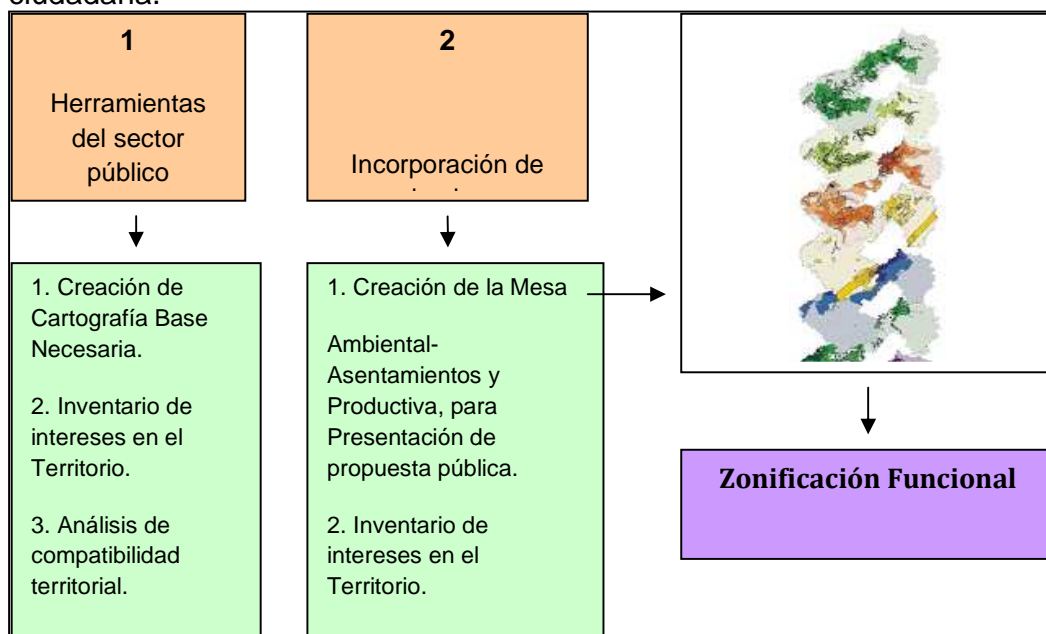 ciudadana.
1
Herramientas
del sector
público
2
Incorporación de
1. Creación de
Cartografía Base
Necesaria.
2. Inventario de
intereses en el
Territorio.
3. Análisis de
compatibilidad
territorial.
1. Creación de la Mesa
Ambiental-
Asentamientos y
Productiva, para
Presentación de
propuesta pública.
2. Inventario de
intereses en el
Territorio.
Zonificación Funcional